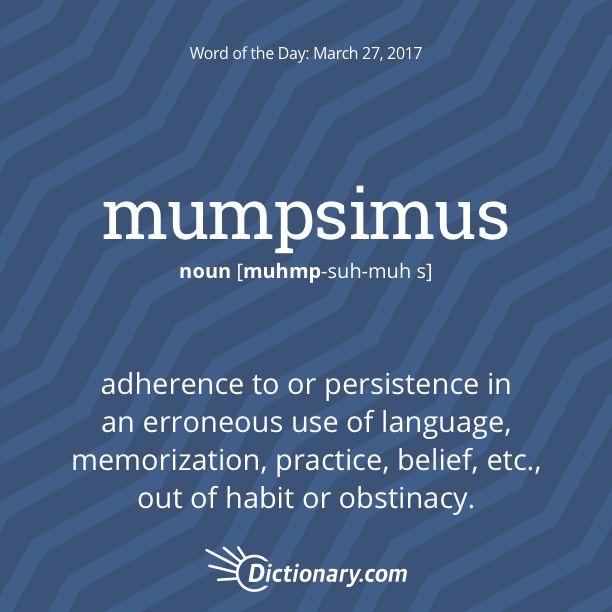 Word of the Day: March 27, 2017
mumpsimus
noun [muhmp-suh-muh s]
adherence to or persistence in
an erroneous use of language,
memorization, practice, belief, etc.,
out of habit or obstinacy.
Dictionary.com